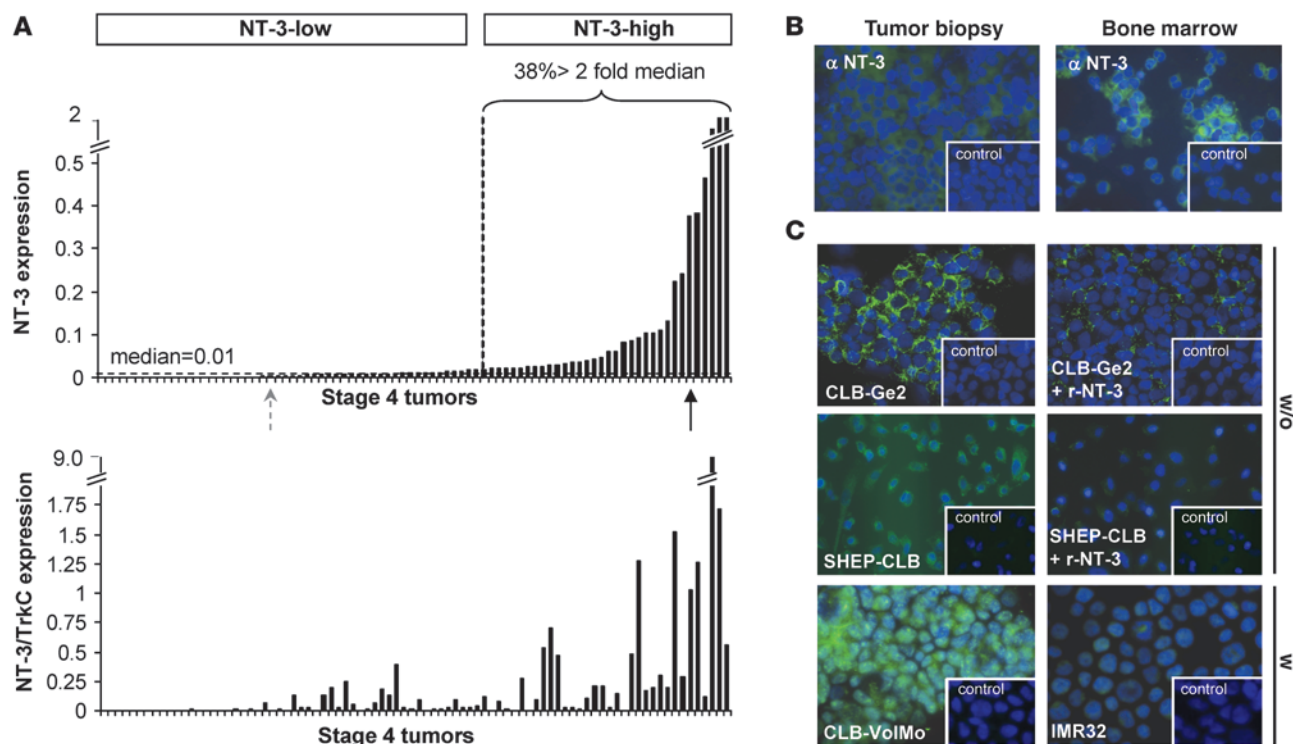 A
NT-3-low
NT-3-high
38%> 2 fold median
NT-3 expression
2
0.5
0.4
0.3
0.2
0.1
0
median=0.01
Stage 4 tumors
NT-3/TrkC expression
9.0
1.75
1.5
1.25
1
0.75
0.5
0.25
0
Stage 4 tumors
B
Tumor biopsy
Bone marrow
α NT-3
control
α NT-3
control
C
CLB-Ge2
control
CLB-Ge2
+ r-NT-3
control
W/O
SHEP-CLB
control
SHEP-CLB
+ r-NT-3
control
CLB-VolMo-
control
IMR32
control
W